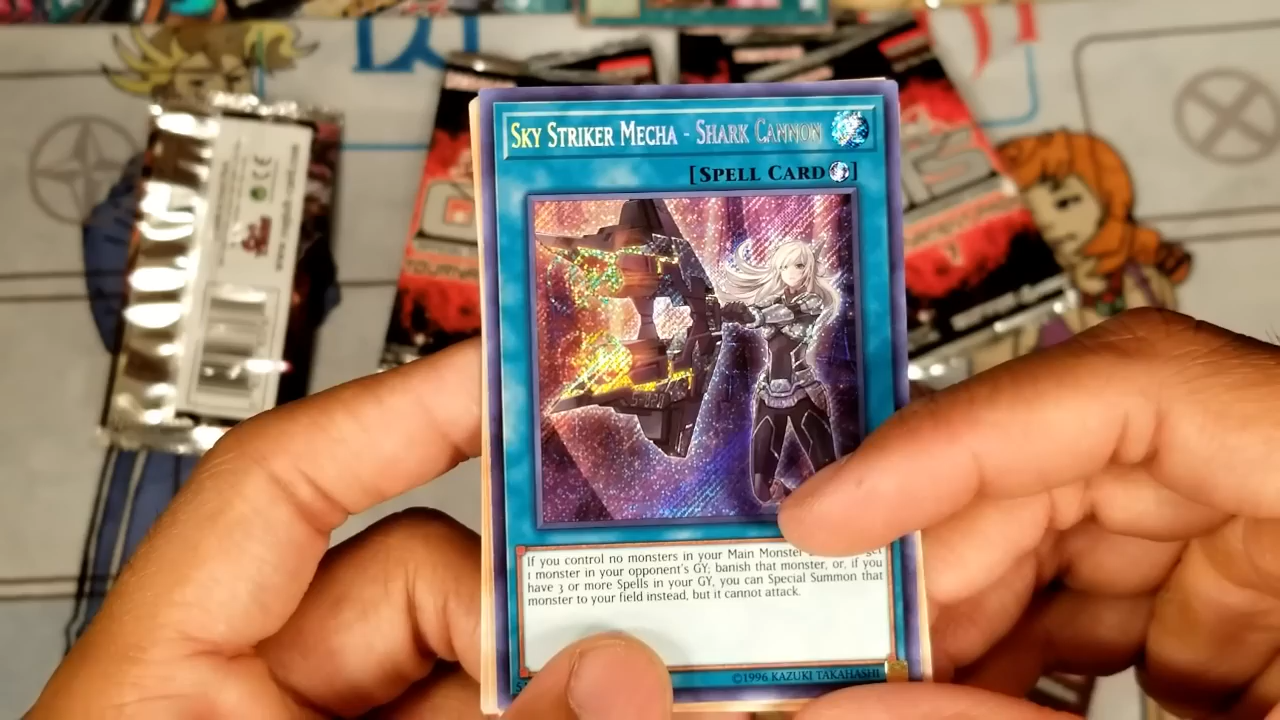 SKY STRIKER MECHA - SHARK CANNON
[SPELL CARD]
If you control no monsters in your Main Monster
1 monster in your opponent's GY; banish that monster, or, if you
have 3 or more Spells in your GY, you can Special Summon that
monster to your field instead, but it cannot attack.
©1996 KAZUKI TAKAHASHI